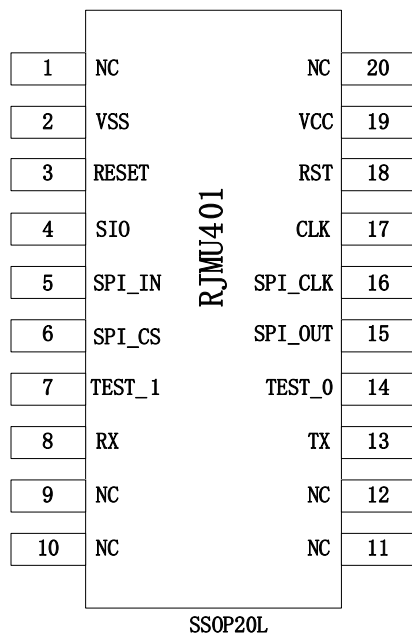 1 NC NC 20
2 VSS VCC 19
3 RESET RST 18
4 SIO CLK 17
5 SPI_IN SPI_CLK 16
6 SPI_CS SPI_OUT 15
7 TEST_1 TEST_0 14
8 RX TX 13
9 NC NC 12
10 NC NC 11
RJMU401
SSOP20L